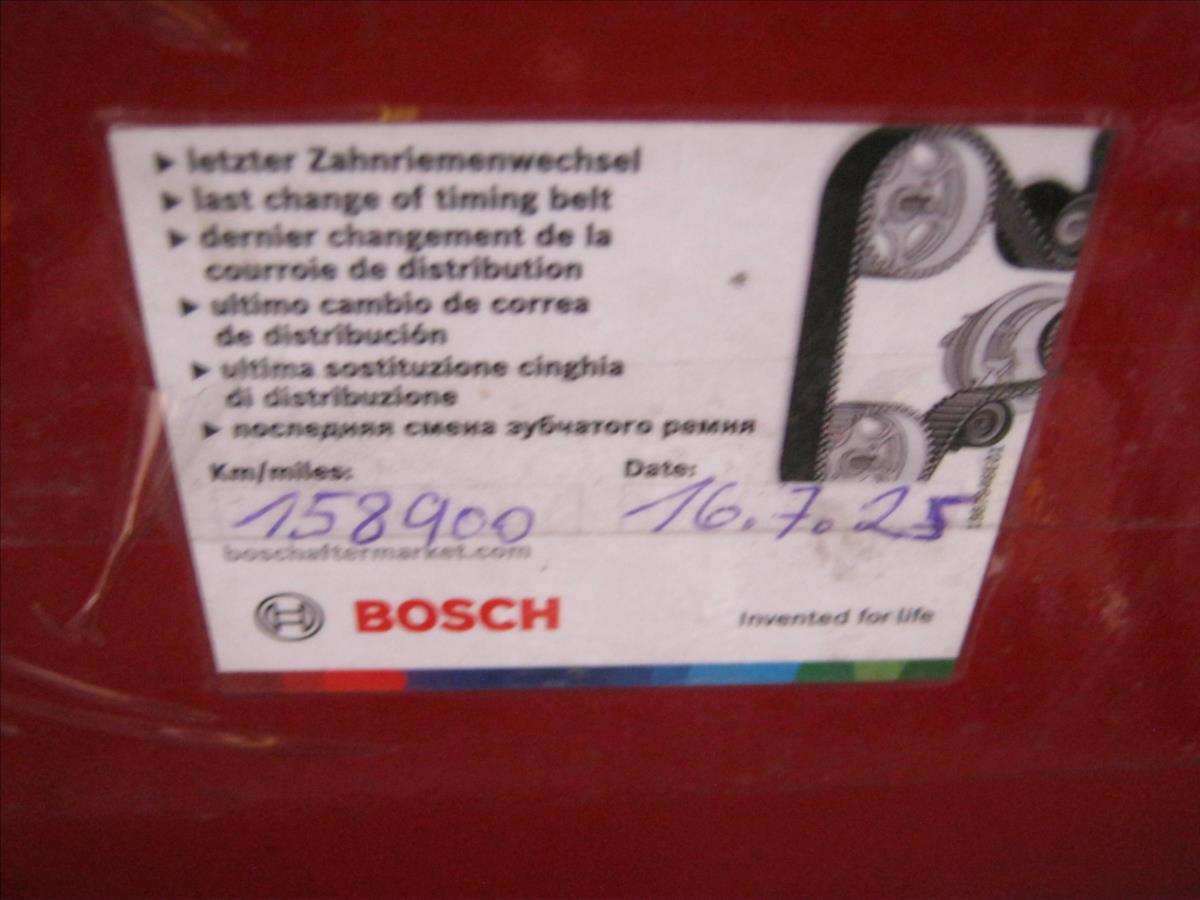 ▸ letzter Zahnriemenwechsel
▸ last change of timing belt
▸ dernier changement de la
courroie de distribution
▸ ultimo cambio de correa
de distribución
▸ ultima sostituzione cinghia
di distribuzione
▸ последняя смена зубчатого ремня
Km/miles: Date:
158900 16.7.25
boschaftermarket.com
BOSCH Invented for life